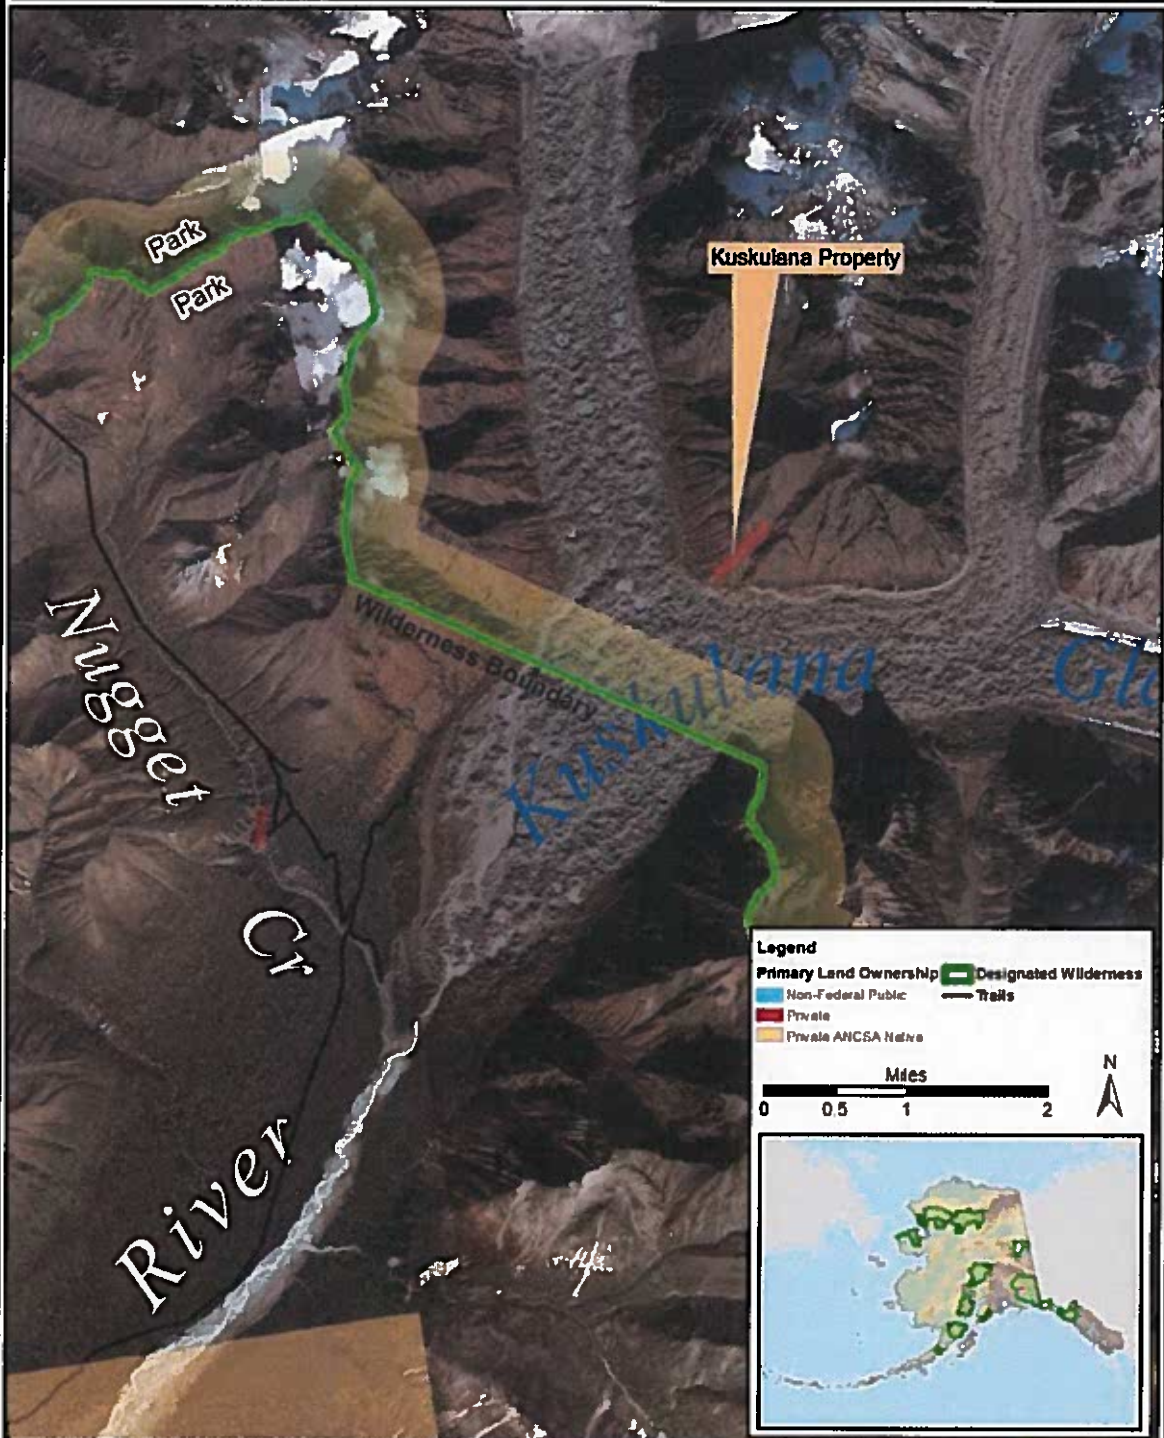 Park
Park
Kuskulana Property
Nugget
Cr
Wilderness Boundary
Kuskulana
Gla
River
Legend
Primary Land Ownership
Non-Federal Public
Private
Private ANCSA Native
Designated Wilderness
Trails
Miles
0 0.5 1 2
N